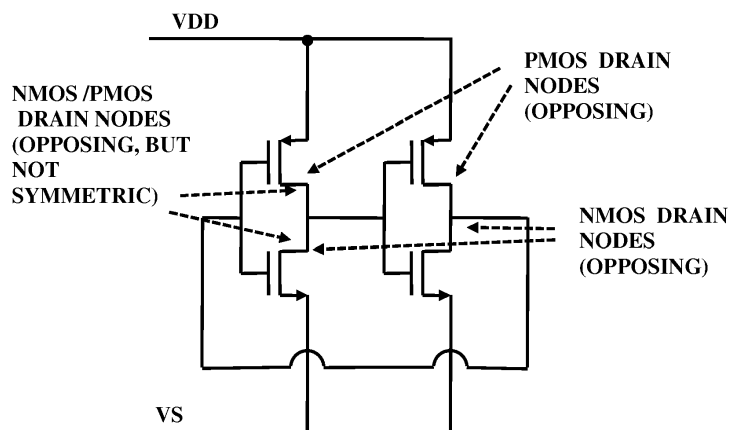 VDD
PMOS DRAIN
NODES
(OPPOSING)
NMOS /PMOS
DRAIN NODES
(OPPOSING, BUT
NOT
SYMMETRIC)
NMOS DRAIN
NODES
(OPPOSING)
VS